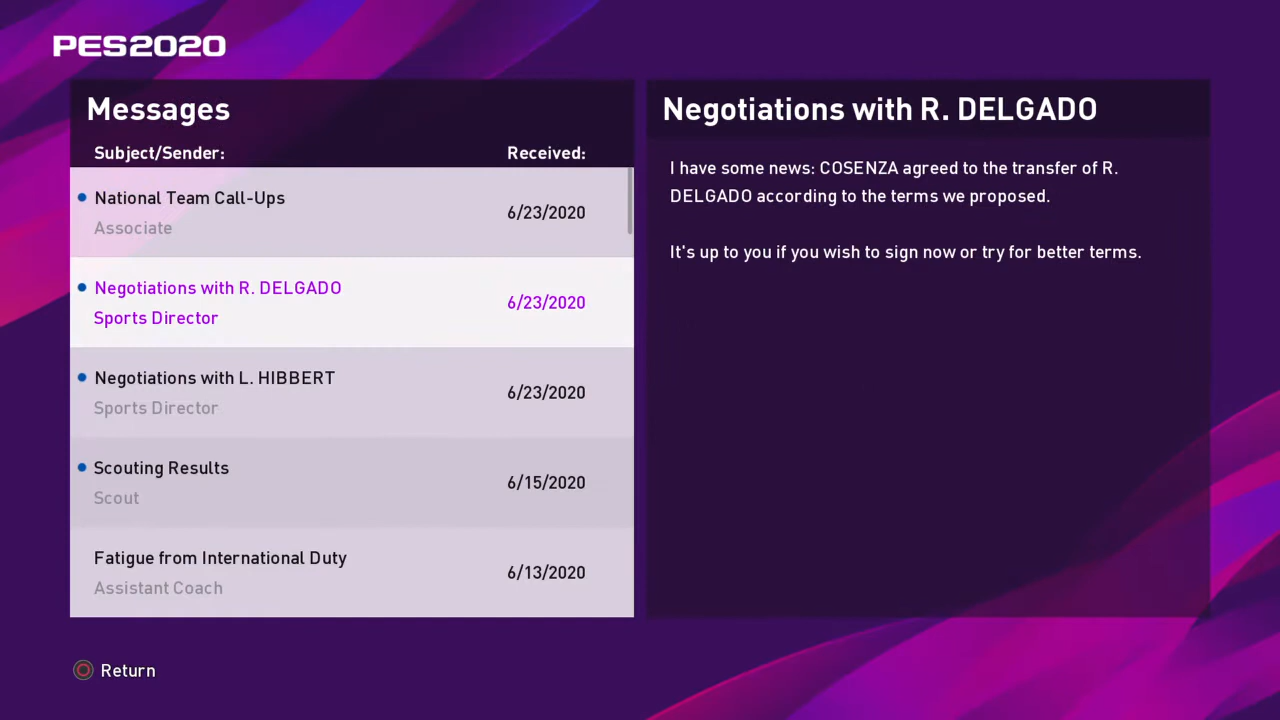 PES2020
Messages
Subject/Sender: Received:
National Team Call-Ups
Associate
6/23/2020
Negotiations with R. DELGADO
Sports Director
6/23/2020
Negotiations with L. HIBBERT
Sports Director
6/23/2020
Scouting Results
Scout
6/15/2020
Fatigue from International Duty
Assistant Coach
6/13/2020
Negotiations with R. DELGADO
I have some news: COSENZA agreed to the transfer of R.
DELGADO according to the terms we proposed.
It's up to you if you wish to sign now or try for better terms.
Return